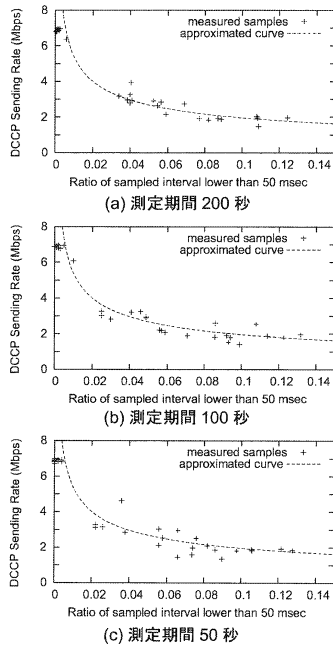 8
6
4
2
0
DCCP Sending Rate (Mbps)
measured samples
approximated curve
0 0.02 0.04 0.06 0.08 0.1 0.12 0.14
Ratio of sampled interval lower than 50 msec
(a) 測定期間 200 秒
8
6
4
2
0
DCCP Sending Rate (Mbps)
measured samples
approximated curve
0 0.02 0.04 0.06 0.08 0.1 0.12 0.14
Ratio of sampled interval lower than 50 msec
(b) 測定期間 100 秒
8
6
4
2
0
DCCP Sending Rate (Mbps)
measured samples
approximated curve
0 0.02 0.04 0.06 0.08 0.1 0.12 0.14
Ratio of sampled interval lower than 50 msec
(c) 測定期間 50 秒